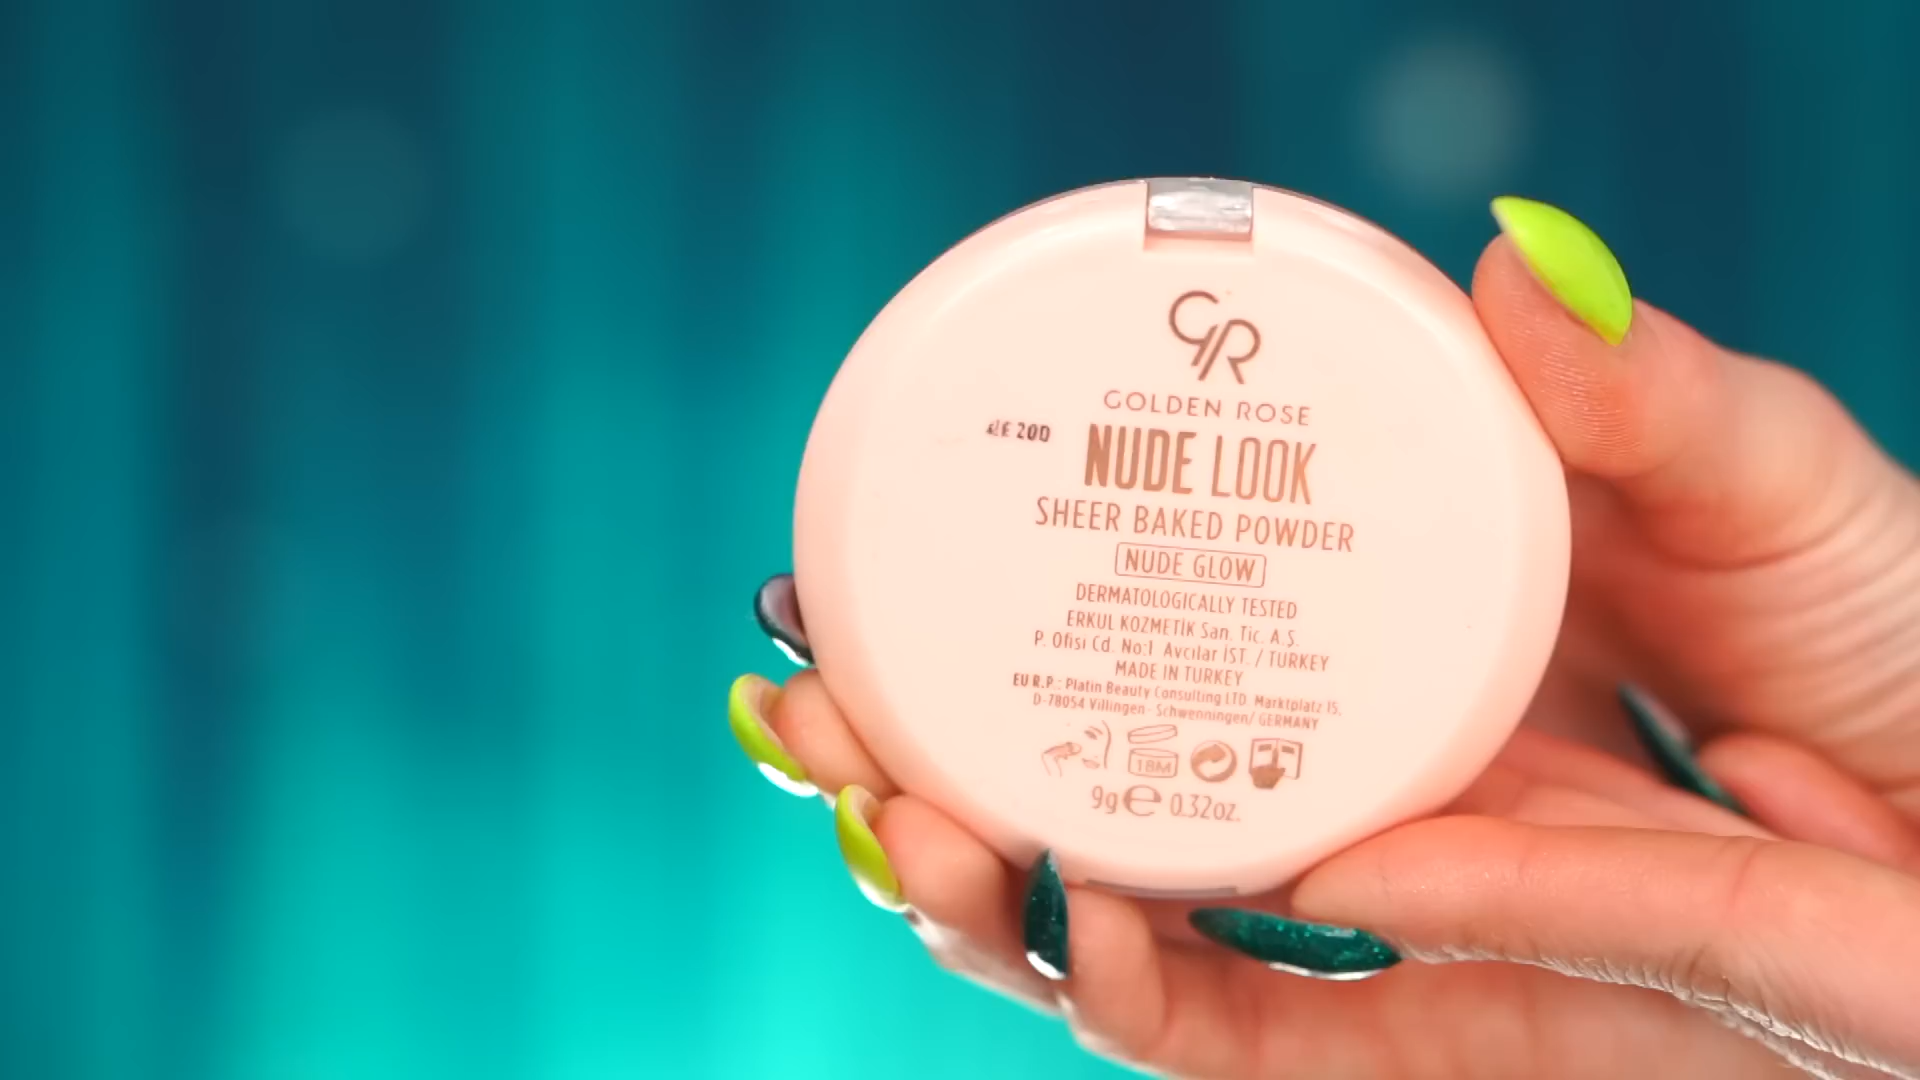 GR
GOLDEN ROSE
NUDE LOOK
SHEER BAKED POWDER
NUDE GLOW
DERMATOLOGICALLY TESTED
ERKUL KOZMETİK San. Tic. A.Ş.
P. Ofisi Cd. No:1 Avcılar İST. / TURKEY
MADE IN TURKEY
EU R.P.: Platin Beauty Consulting LTD. Marktplatz 15,
D-78054 Villingen-Schwenningen/ GERMANY
18M
9g e 0.32oz.